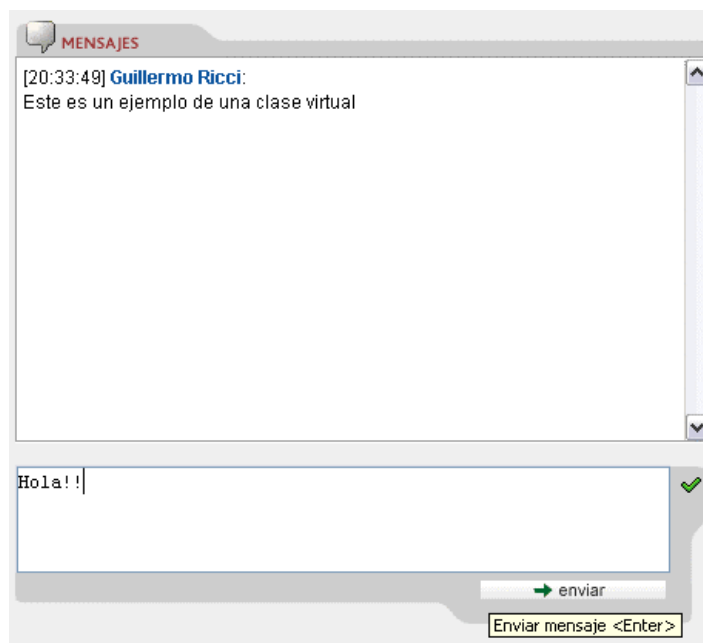 MENSAJES
[20:33:49] Guillermo Ricci:
Este es un ejemplo de una clase virtual
Hola!!
enviar
Enviar mensaje <Enter>